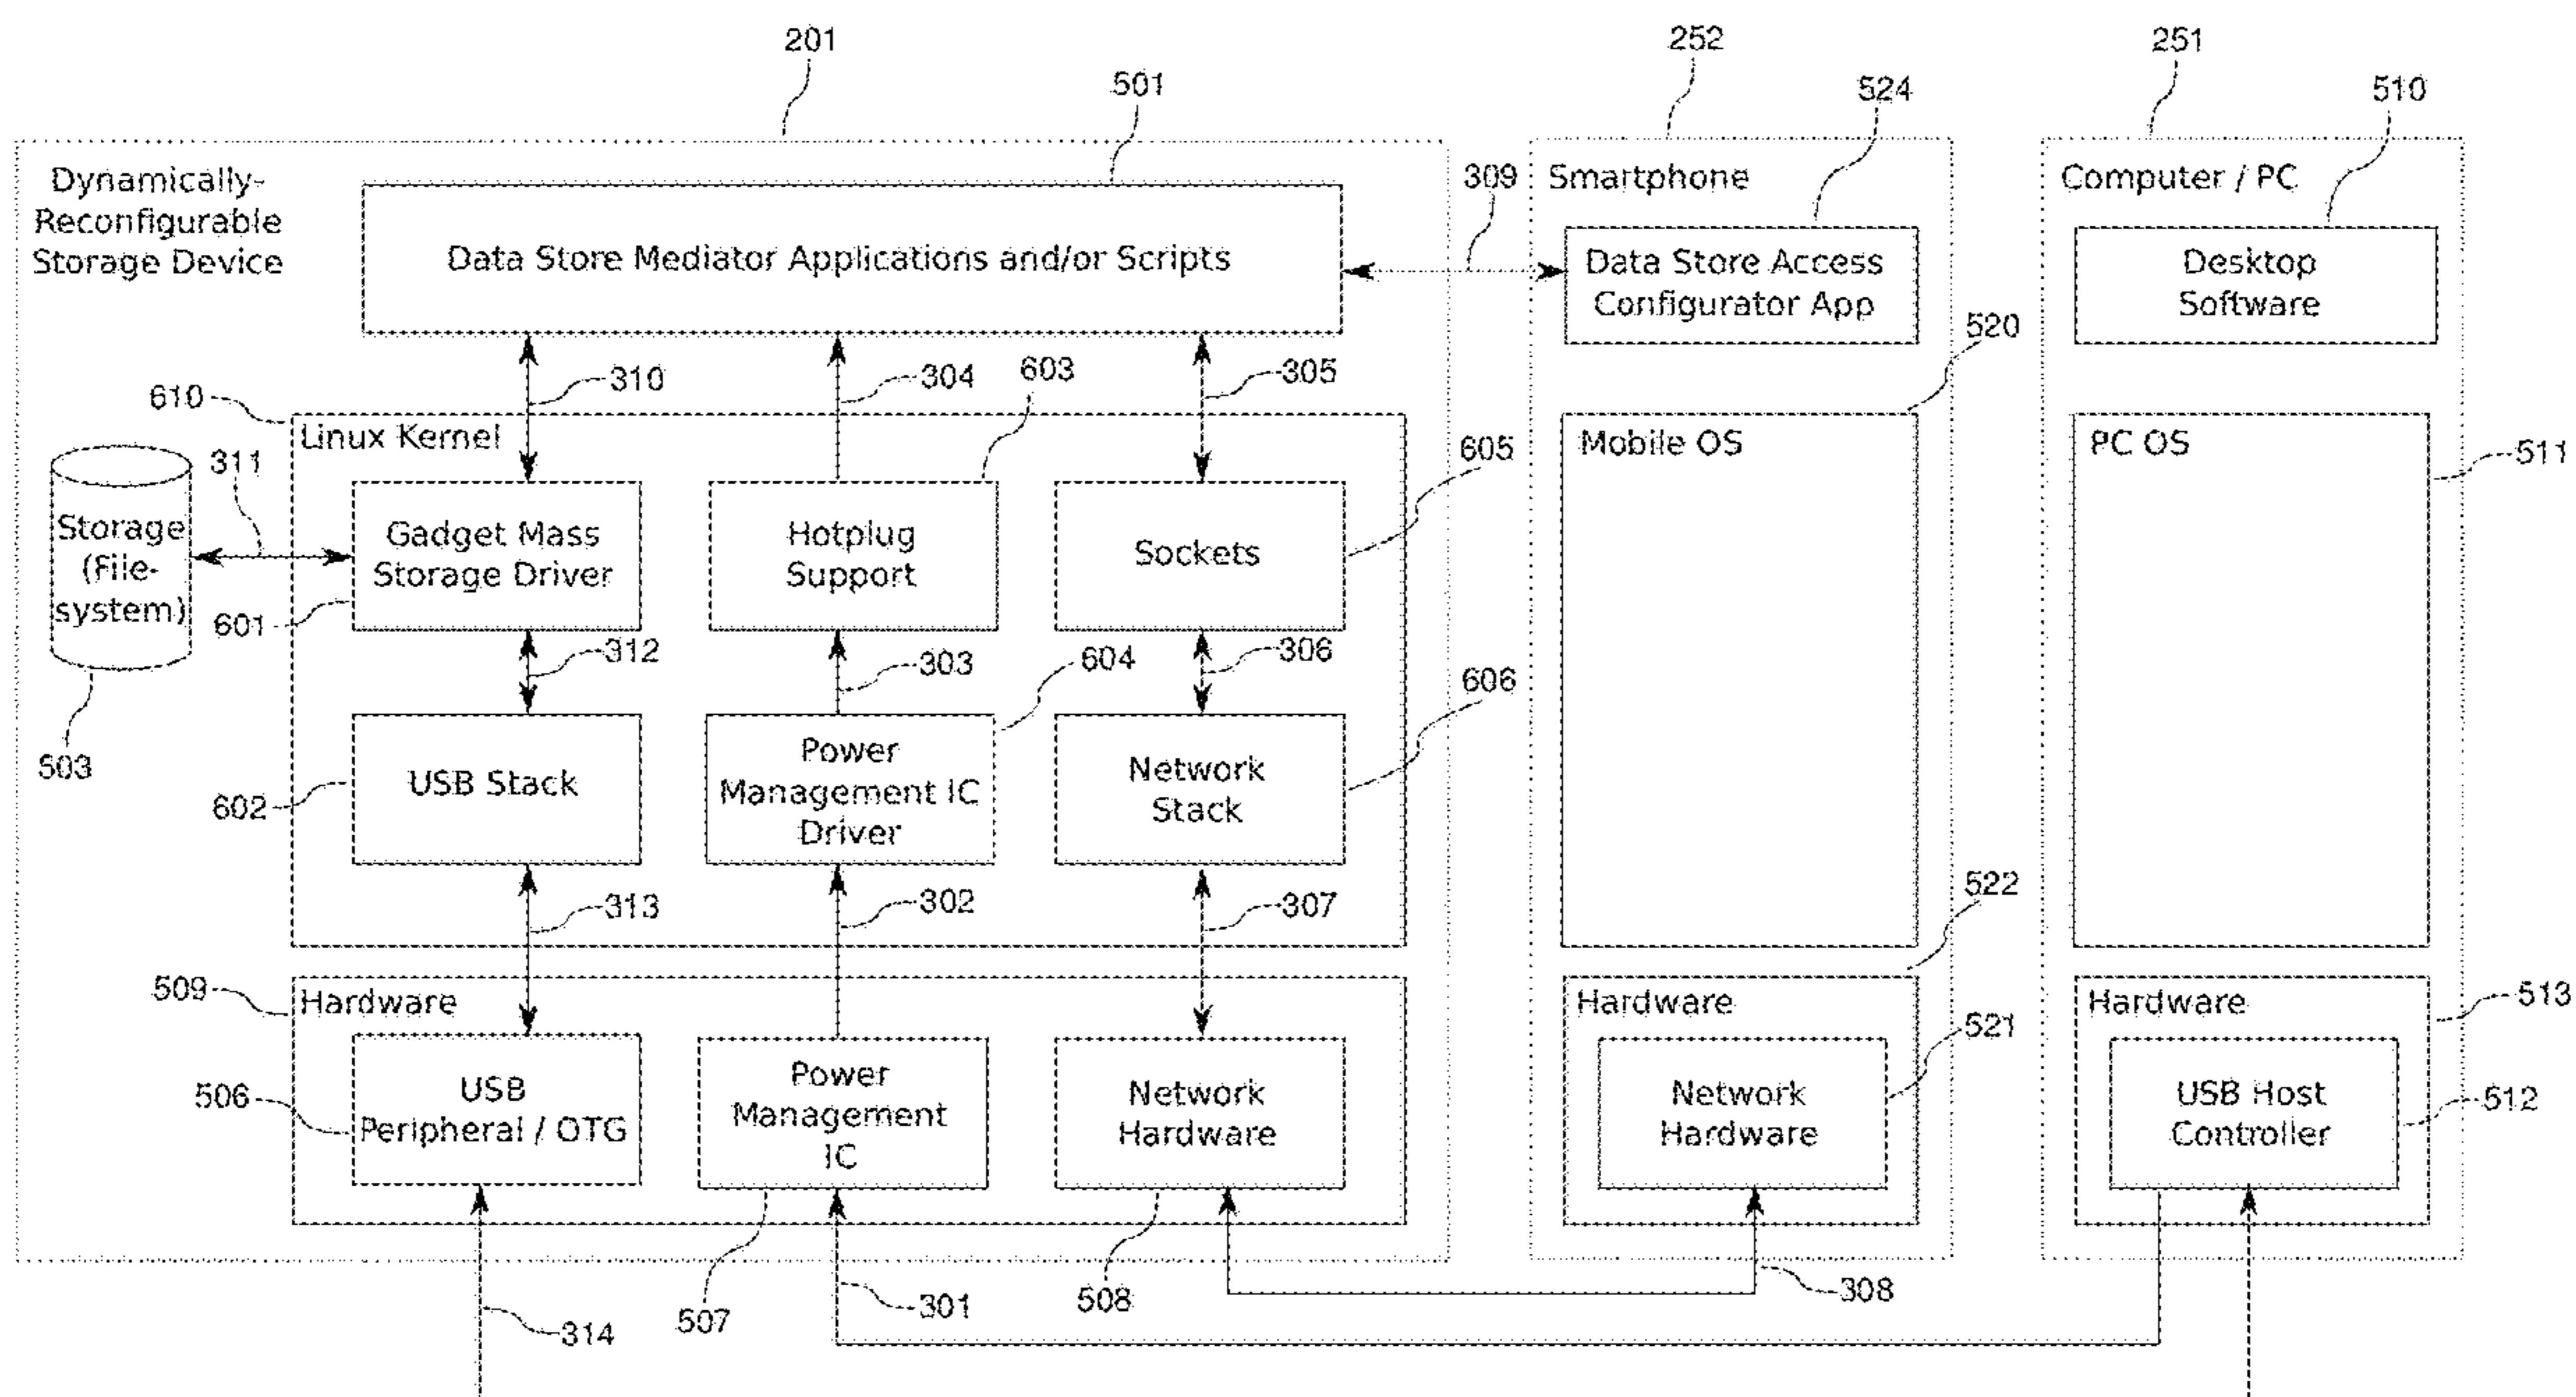 201
252
251
501
524
510
Dynamically-
Reconfigurable
Storage Device
309
Smartphone
Computer / PC
Data Store Mediator Applications and/or Scripts
Data Store Access
Configurator App
Desktop
Software
520
310
304
603
305
610
Linux Kernel
Mobile OS
PC OS
511
311
605
Storage
(File-
system)
Gadget Mass
Storage Driver
Hotplug
Support
Sockets
601
312
303
604
306
606
503
602
USB Stack
Power
Management IC
Driver
Network
Stack
313
302
307
522
509
Hardware
Hardware
Hardware
513
521
506
USB
Peripheral / OTG
Power
Management
IC
Network
Hardware
Network
Hardware
USB Host
Controller
512
507
314
301
508
308